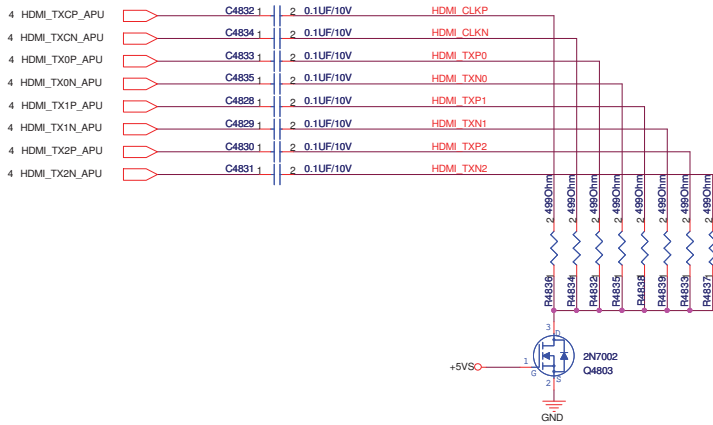 4 HDMI_TXCP_APU C4832 1 2 0.1UF/10V HDMI_CLKP
4 HDMI_TXCN_APU C4834 1 2 0.1UF/10V HDMI_CLKN
4 HDMI_TX0P_APU C4833 1 2 0.1UF/10V HDMI_TXP0
4 HDMI_TX0N_APU C4835 1 2 0.1UF/10V HDMI_TXN0
4 HDMI_TX1P_APU C4828 1 2 0.1UF/10V HDMI_TXP1
4 HDMI_TX1N_APU C4829 1 2 0.1UF/10V HDMI_TXN1
4 HDMI_TX2P_APU C4830 1 2 0.1UF/10V HDMI_TXP2
4 HDMI_TX2N_APU C4831 1 2 0.1UF/10V HDMI_TXN2
2 499Ohm 2 499Ohm 2 499Ohm 2 499Ohm 2 499Ohm 2 499Ohm 2 499Ohm 2 499Ohm
R4836 R4834 R4832 R4835 R4838 R4839 R4833 R4837
3 D
+5VS 1 G
2N7002
Q4803
2 S
GND